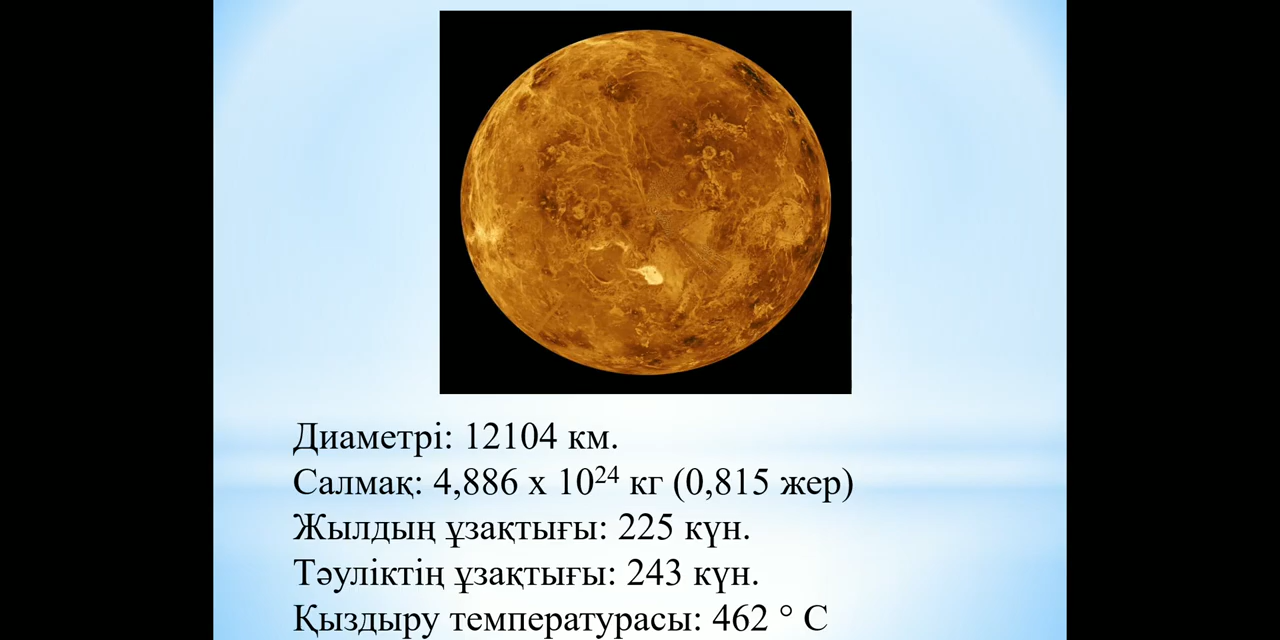 Диаметрі: 12104 км.
Салмақ: 4,886 х 10²⁴ кг (0,815 жер)
Жылдың ұзақтығы: 225 күн.
Тәуліктің ұзақтығы: 243 күн.
Қыздыру температурасы: 462 ° С